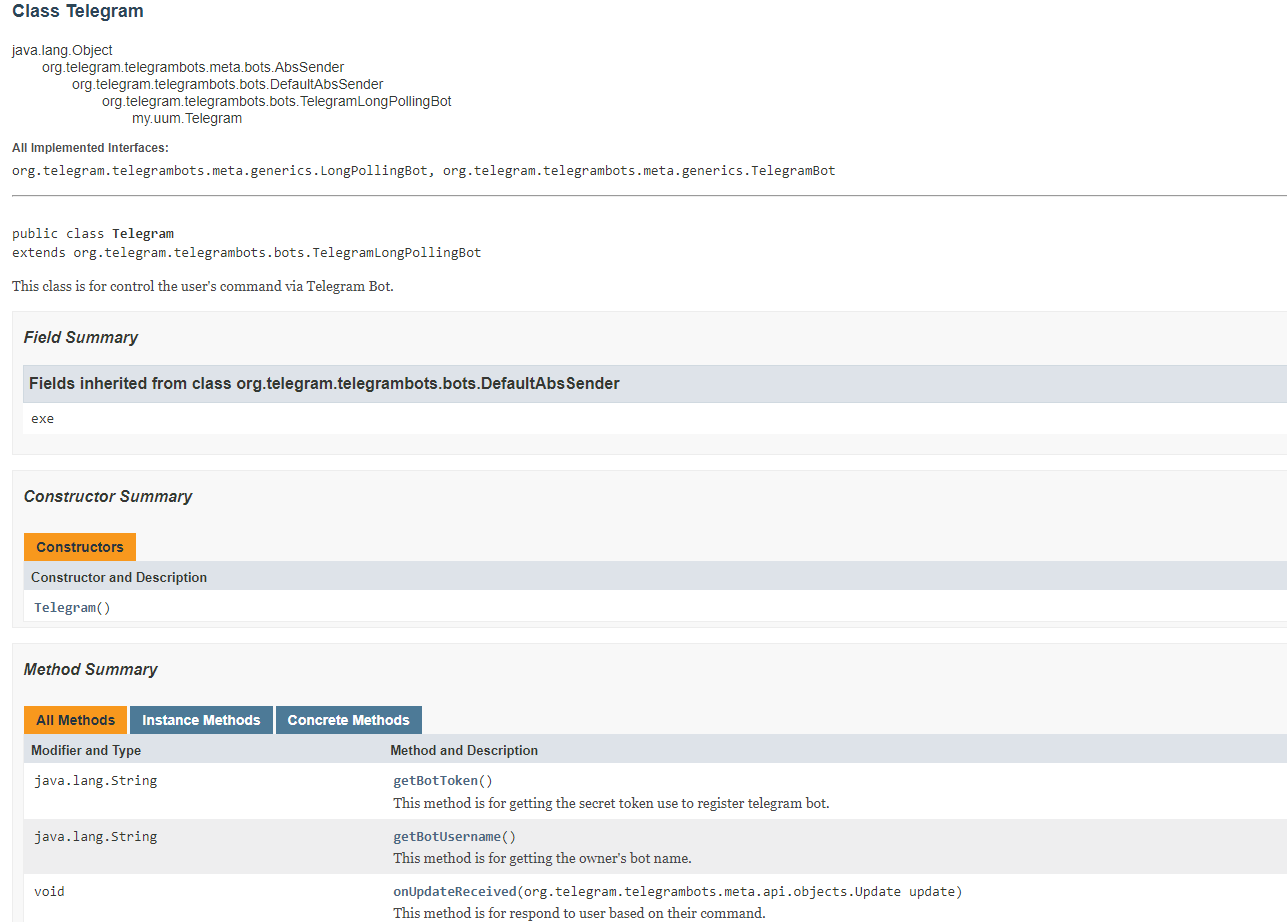 Class Telegram
java.lang.Object
org.telegram.telegrambots.meta.bots.AbsSender
org.telegram.telegrambots.bots.DefaultAbsSender
org.telegram.telegrambots.bots.TelegramLongPollingBot
my.uum.Telegram
All Implemented Interfaces:
org.telegram.telegrambots.meta.generics.LongPollingBot, org.telegram.telegrambots.meta.generics.TelegramBot
public class Telegram
extends org.telegram.telegrambots.bots.TelegramLongPollingBot
This class is for control the user's command via Telegram Bot.
Field Summary
Fields inherited from class org.telegram.telegrambots.bots.DefaultAbsSender
exe
Constructor Summary
Constructors
Constructor and Description
Telegram()
Method Summary
All Methods Instance Methods Concrete Methods
Modifier and Type Method and Description
java.lang.String getBotToken()
This method is for getting the secret token use to register telegram bot.
java.lang.String getBotUsername()
This method is for getting the owner's bot name.
void onUpdateReceived(org.telegram.telegrambots.meta.api.objects.Update update)
This method is for respond to user based on their command.